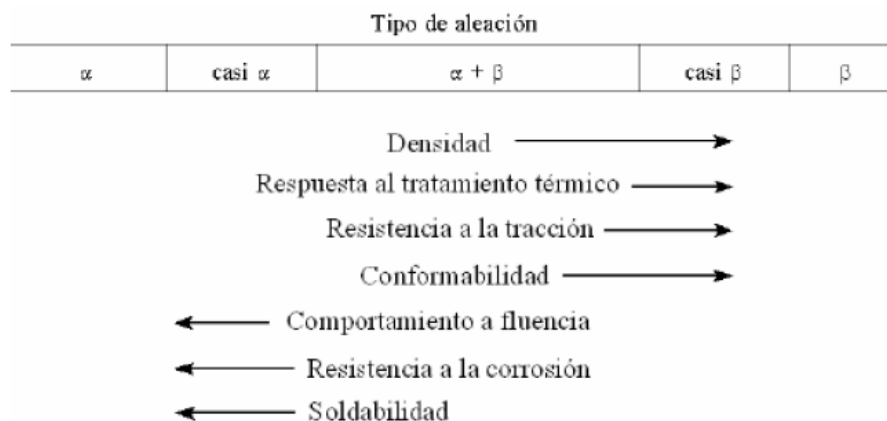 Tipo de aleación
α casi α α + β casi β β
Densidad
Respuesta al tratamiento térmico
Resistencia a la tracción
Conformabilidad
Comportamiento a fluencia
Resistencia a la corrosión
Soldabilidad